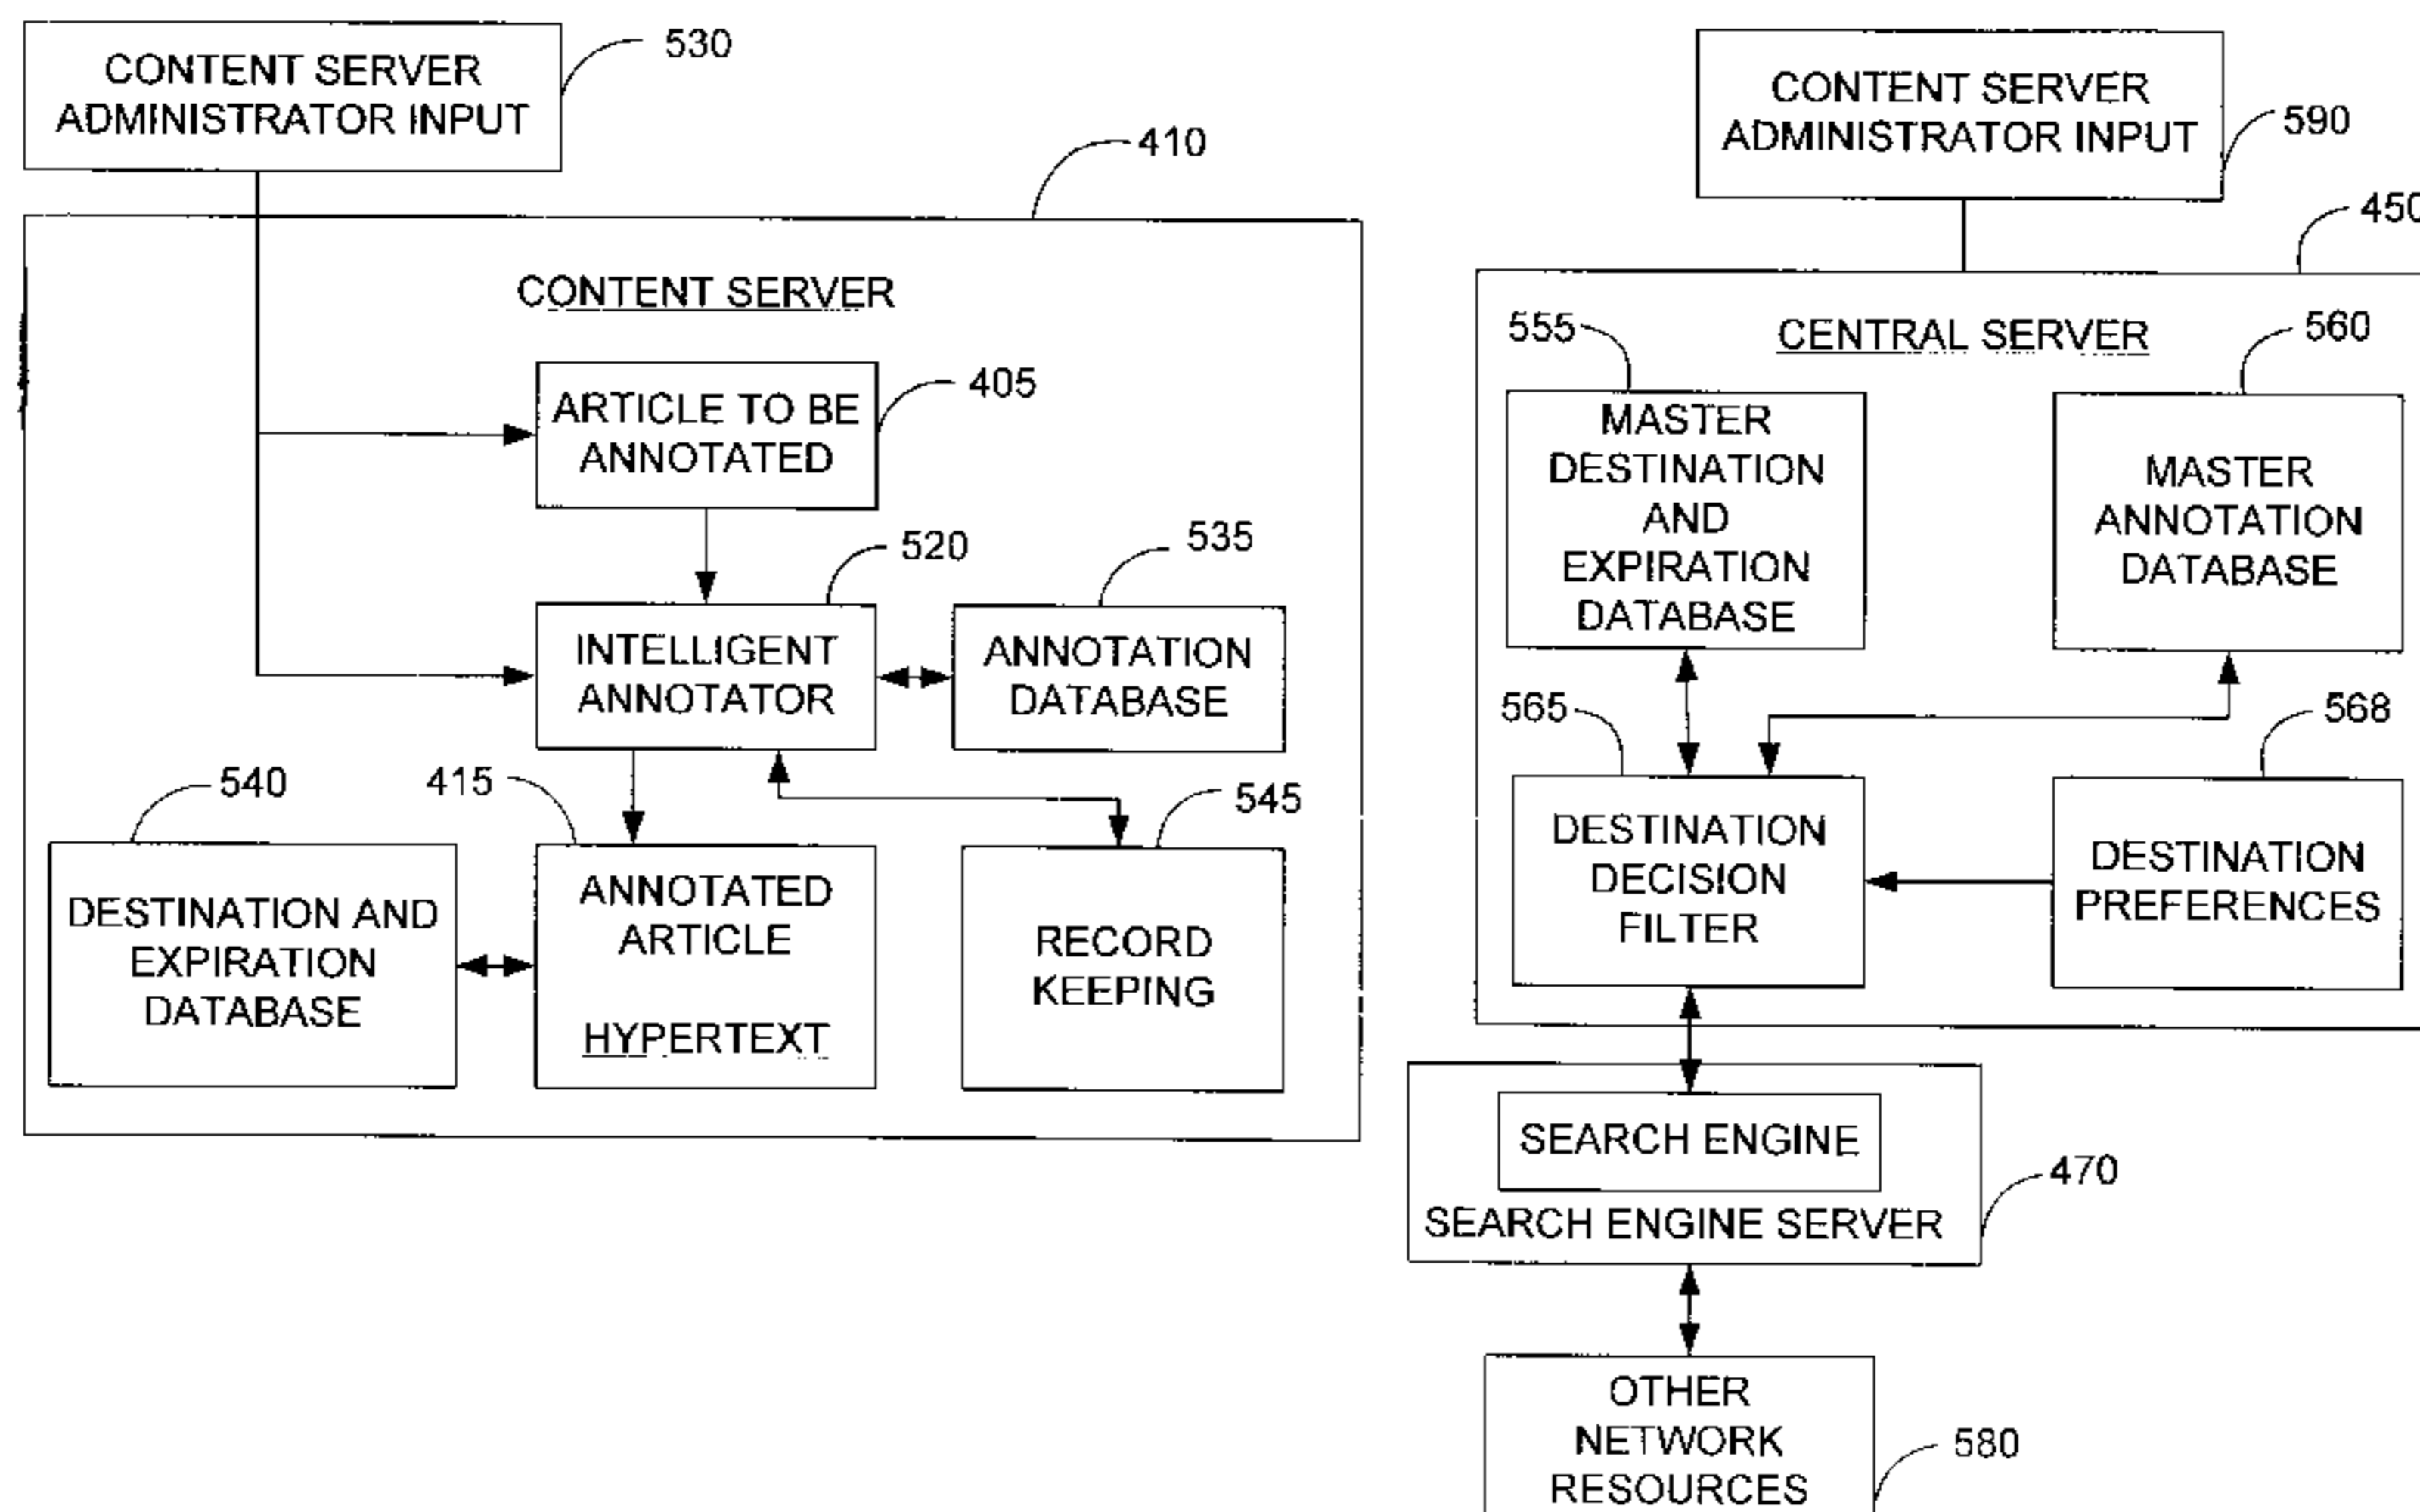 CONTENT SERVER
ADMINISTRATOR INPUT
530
410
CONTENT SERVER
ARTICLE TO BE
ANNOTATED
405
INTELLIGENT
ANNOTATOR
520
ANNOTATION
DATABASE
535
DESTINATION AND
EXPIRATION
DATABASE
540
ANNOTATED
ARTICLE
HYPERTEXT
415
RECORD
KEEPING
545
CONTENT SERVER
ADMINISTRATOR INPUT
590
450
CENTRAL SERVER
555
MASTER
DESTINATION
AND
EXPIRATION
DATABASE
560
MASTER
ANNOTATION
DATABASE
565
DESTINATION
DECISION
FILTER
568
DESTINATION
PREFERENCES
SEARCH ENGINE
SEARCH ENGINE SERVER
470
OTHER
NETWORK
RESOURCES
580